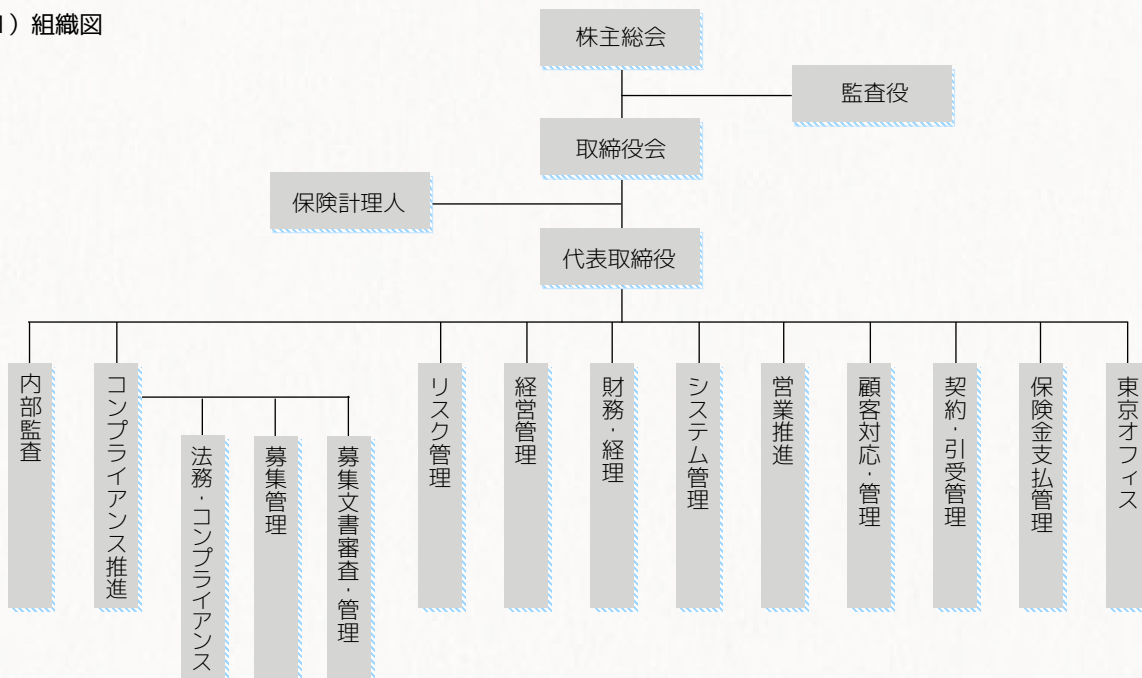 ）組織図
株主総会
監査役
取締役会
保険計理人
代表取締役
内部監査
コンプライアンス推進
法務・コンプライアンス
募集管理
募集文書審査・管理
リスク管理
経営管理
財務・経理
システム管理
営業推進
顧客対応・管理
契約・引受管理
保険金支払管理
東京オフィス